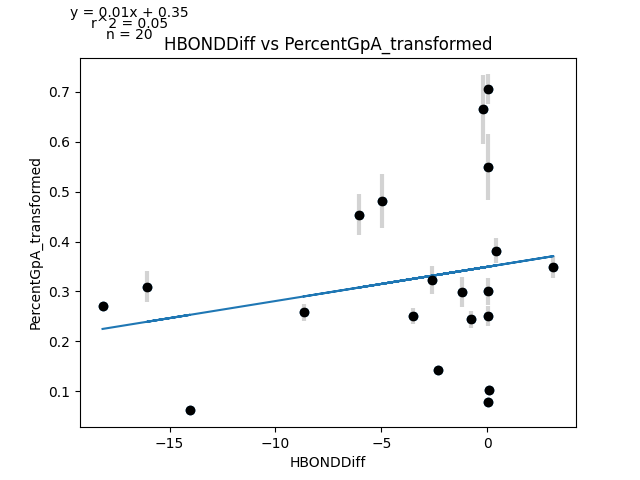 y = 0.01x + 0.35
r^2 = 0.05
n = 20
HBONDDiff vs PercentGpA_transformed
PercentGpA_transformed
0.7
0.6
0.5
0.4
0.3
0.2
0.1
−15
−10
−5
0
HBONDDiff